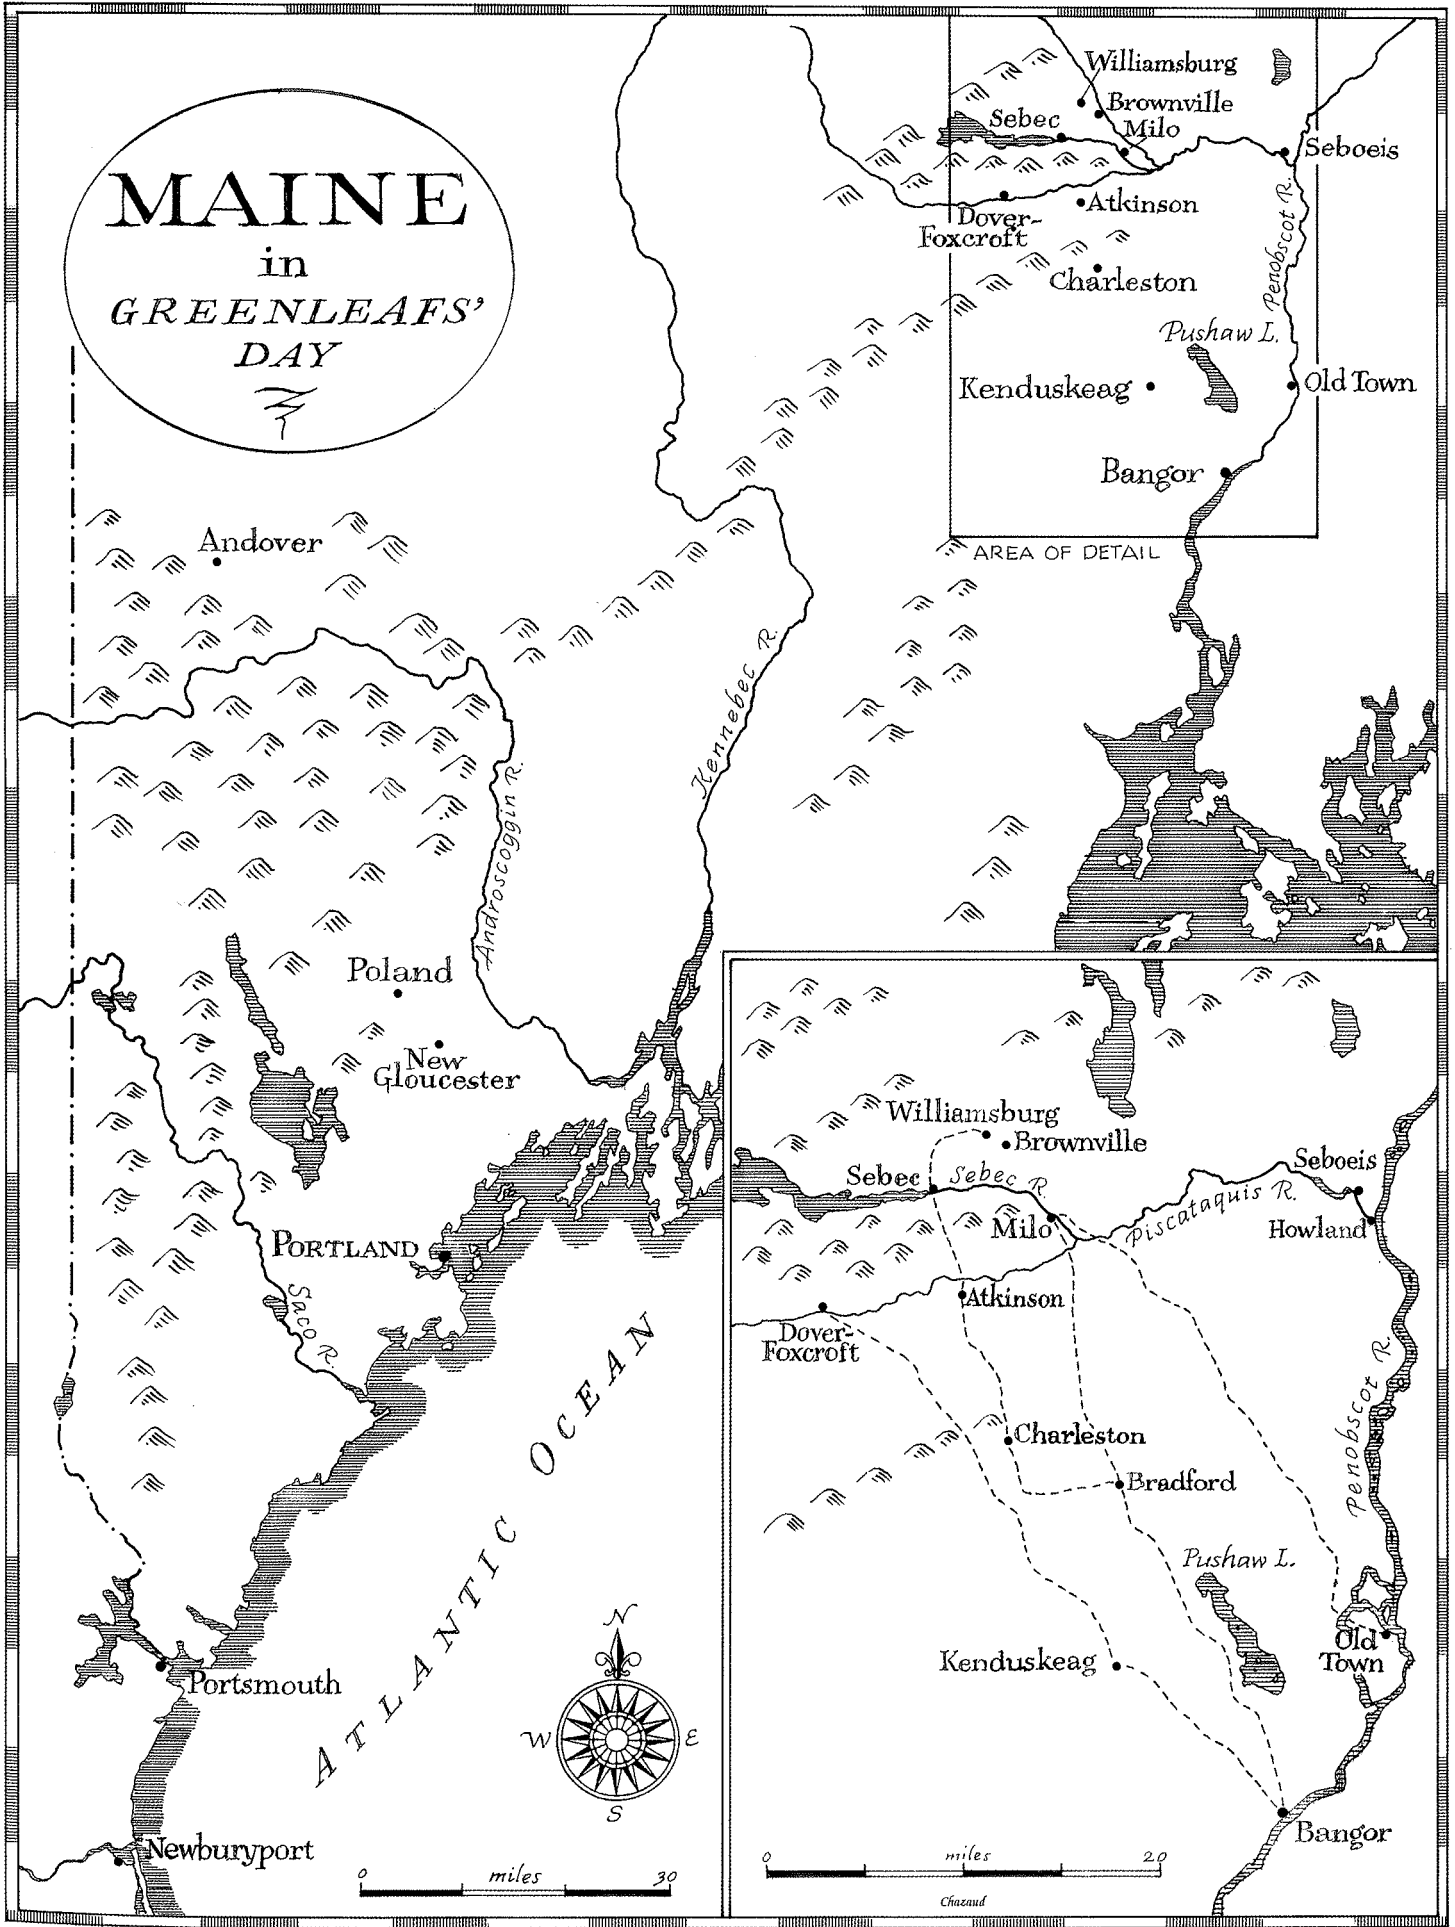 MAINE
in
GREENLEAFS'
DAY
Williamsburg
Brownville
Sebec
Milo
Seboeis
Dover-
Foxcroft
Atkinson
Penobscot R.
Charleston
Pushaw L.
Kenduskeag
Old Town
Bangor
AREA OF DETAIL
Andover
Kennebec R.
Androscoggin R.
Poland
New
Gloucester
PORTLAND
Saco R.
ATLANTIC OCEAN
Portsmouth
Newburyport
N
W
E
S
0 miles 30
Williamsburg
Brownville
Sebec
Sebec R.
Seboeis
Milo
Piscataquis R.
Howland
Atkinson
Dover-
Foxcroft
Penobscot R.
Charleston
Bradford
Pushaw L.
Kenduskeag
Old
Town
Bangor
0 miles 20
Chazaud